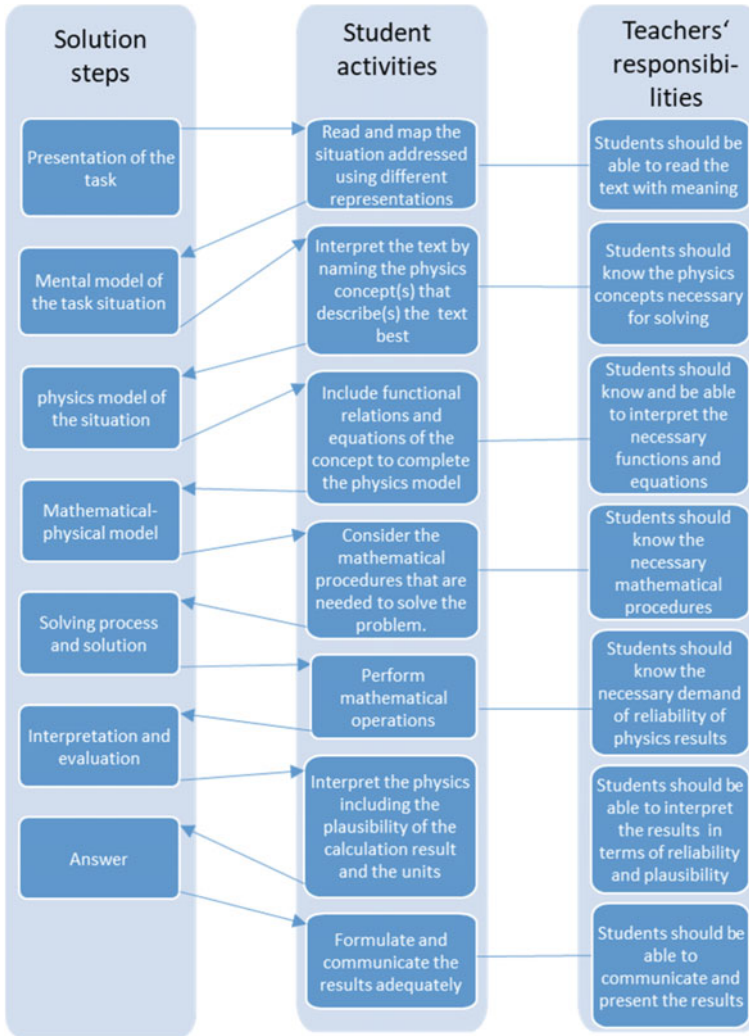 Solution
steps
Presentation of the
task
Mental model of
the task situation
physics model of
the situation
Mathematical-
physical model
Solving process
and solution
Interpretation and
evaluation
Answer
Student
activities
Read and map the
situation addressed
using different
representations
Interpret the text by
naming the physics
concept(s) that
describe(s) the text
best
Include functional
relations and
equations of the
concept to complete
the physics model
Consider the
mathematical
procedures that are
needed to solve the
problem.
Perform
mathematical
operations
Interpret the physics
including the
plausibility of the
calculation result
and the units
Formulate and
communicate the
results adequately
Teachers‘
responsibi-
lities
Students should be
able to read the
text with meaning
Students should
know the physics
concepts necessary
for solving
Students should
know and be able
to interpret the
necessary
functions and
equations
Students should
know the
necessary
mathematical
procedures
Students should
know the
necessary demand
of reliability of
physics results
Students should be
able to interpret
the results in
terms of reliability
and plausibility
Students should be
able to
communicate and
present the results